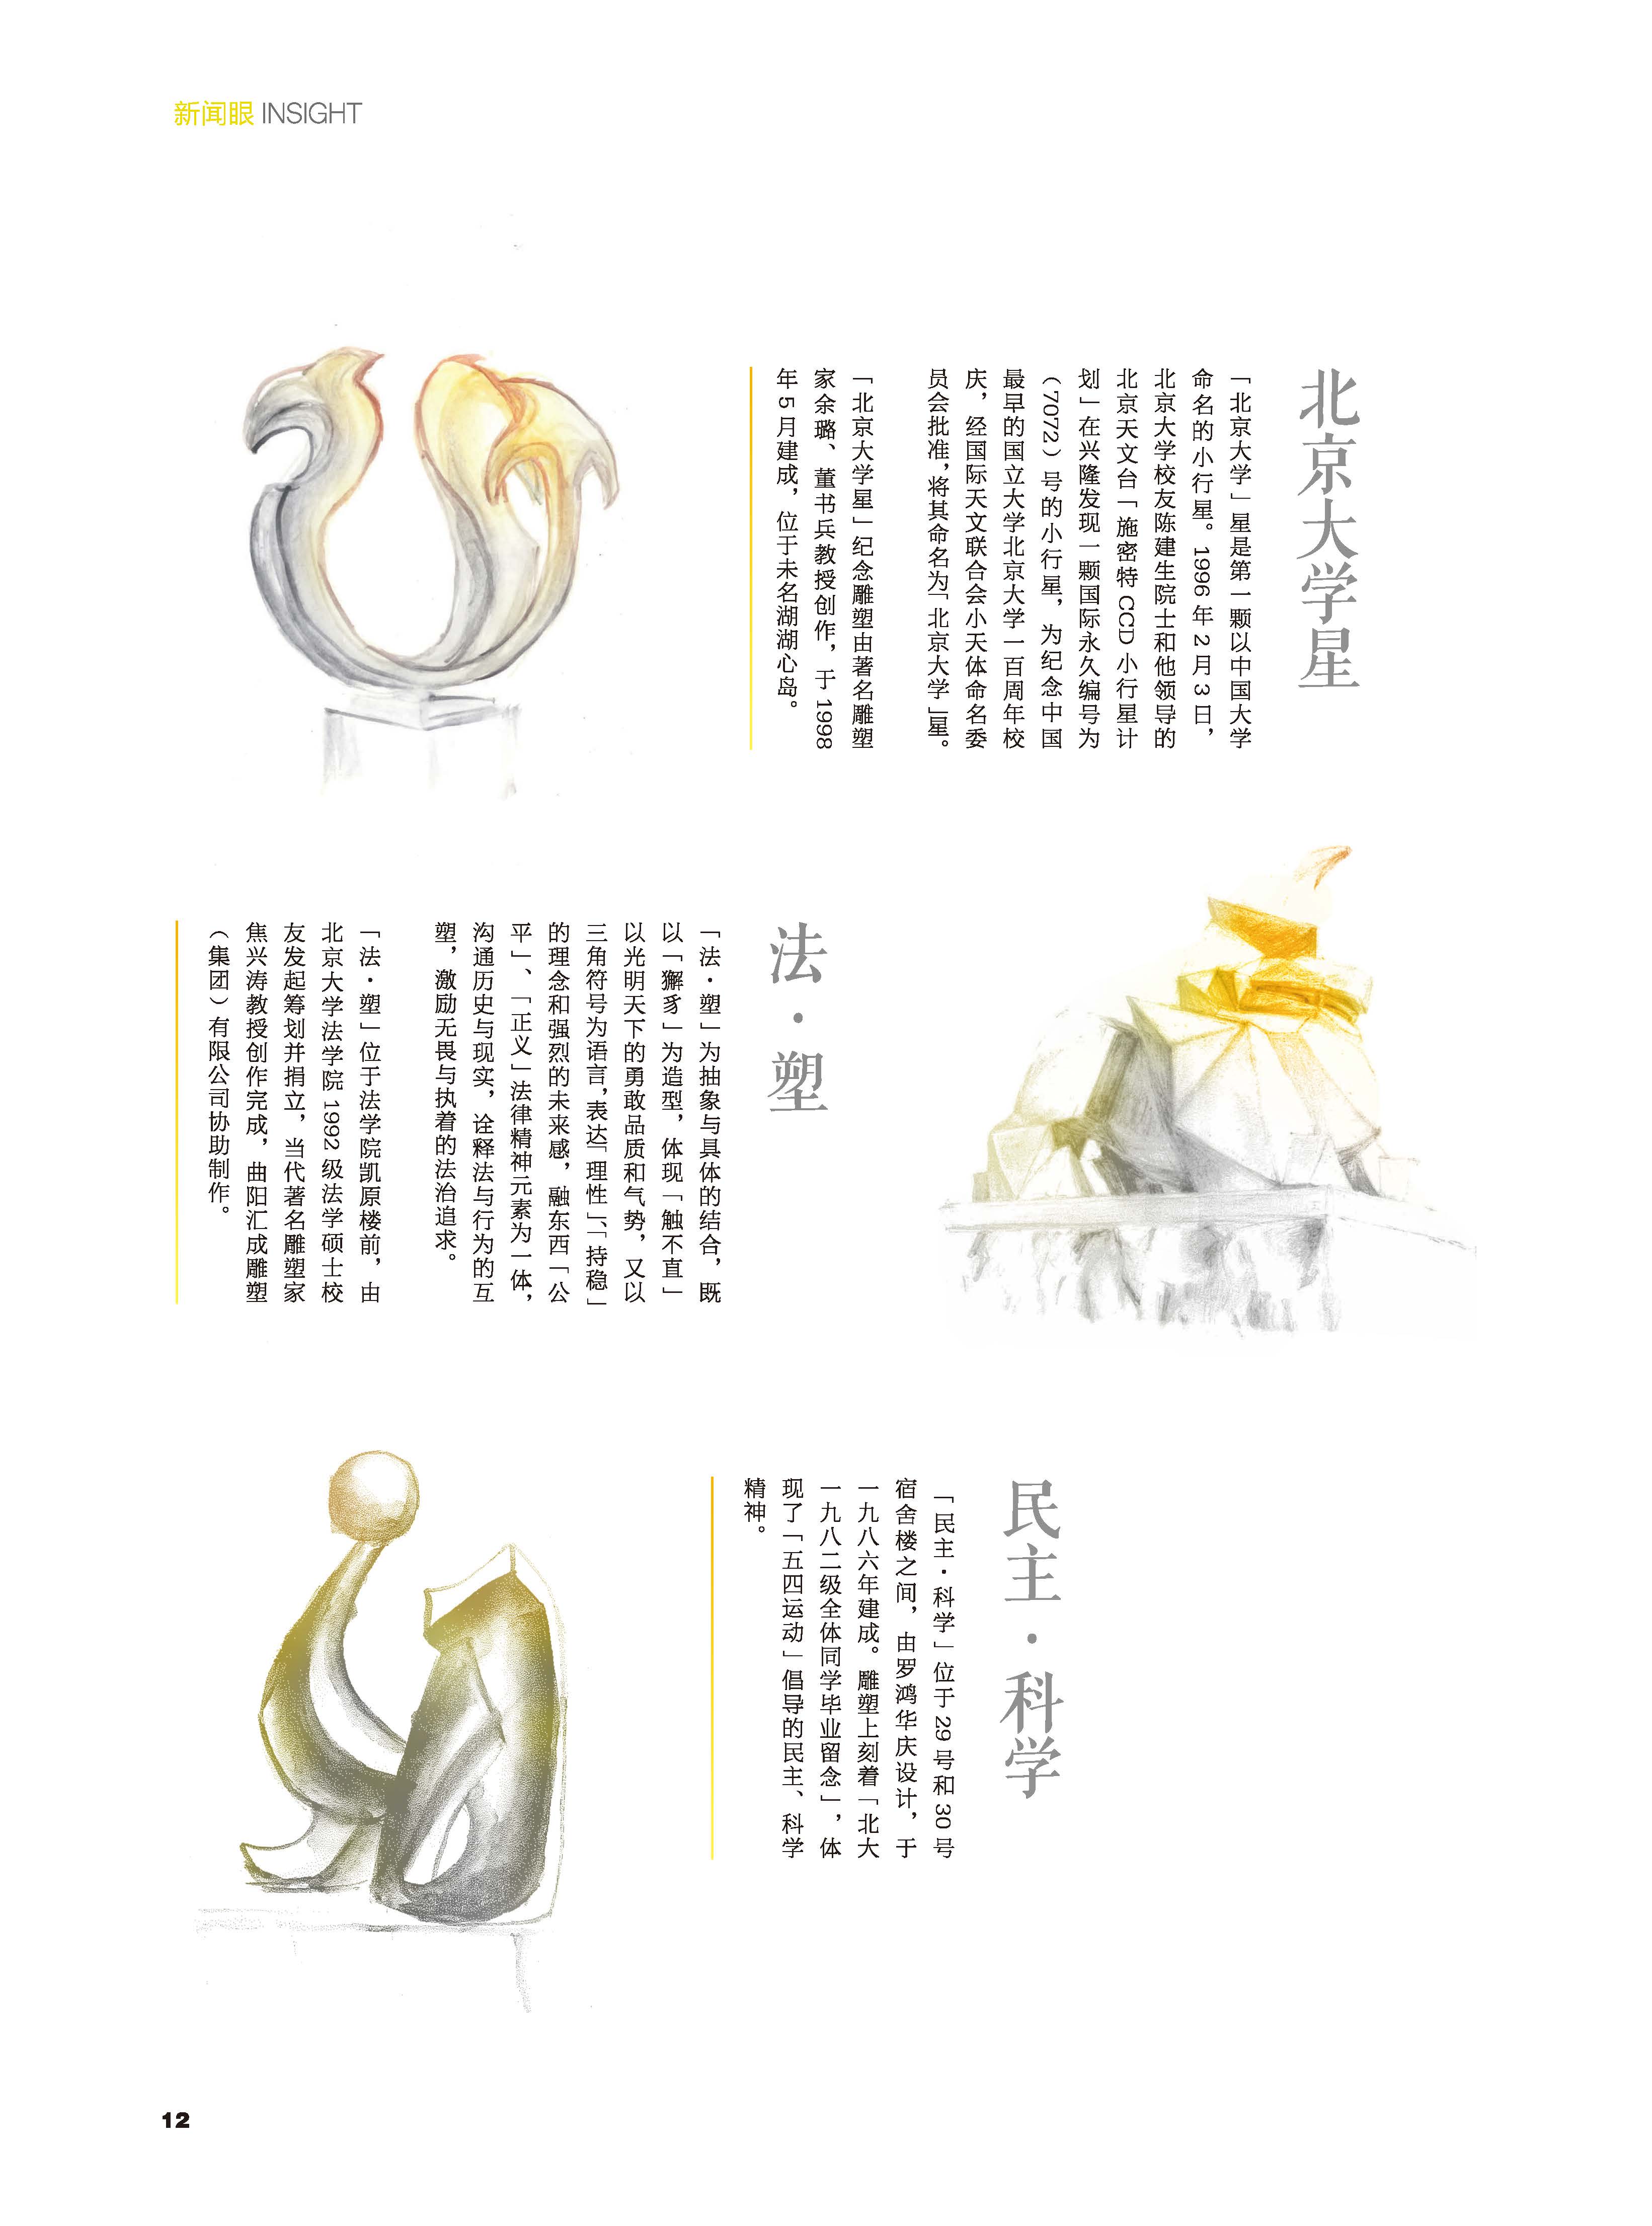 新闻眼 INSIGHT
北京大学星
「北京大学」星是第一颗以中国大学
命名的小行星。1996 年 2 月 3 日，
北京大学校友陈建生院士和他领导的
北京天文台「施密特 CCD 小行星计
划」在兴隆发现一颗国际永久编号为
（7072）号的小行星，为纪念中国
最早的国立大学北京大学一百周年校
庆，经国际天文联合会小天体命名委
员会批准，将其命名为「北京大学」星。
「北京大学星」纪念雕塑由著名雕塑
家余璐、董书兵教授创作，于 1998
年 5 月建成，位于未名湖湖心岛。
法·塑
「法·塑」为抽象与具体的结合，既
以「獬豸」为造型，体现「触不直」
以光明天下的勇敢品质和气势，又以
三角符号为语言，表达「理性」、「持稳」
的理念和强烈的未来感，融东西「公
平」、「正义」法律精神元素为一体，
沟通历史与现实，诠释法与行为的互
塑，激励无畏与执着的法治追求。
「法·塑」位于法学院凯原楼前，由
北京大学法学院 1992 级法学硕士校
友发起筹划并捐立，当代著名雕塑家
焦兴涛教授创作完成，曲阳汇成雕塑
（集团）有限公司协助制作。
民主·科学
「民主·科学」位于 29 号和 30 号
宿舍楼之间，由罗鸿华庆设计，于
一九八六年建成。雕塑上刻着「北大
一九八二级全体同学毕业留念」，体
现了「五四运动」倡导的民主、科学
精神。
12